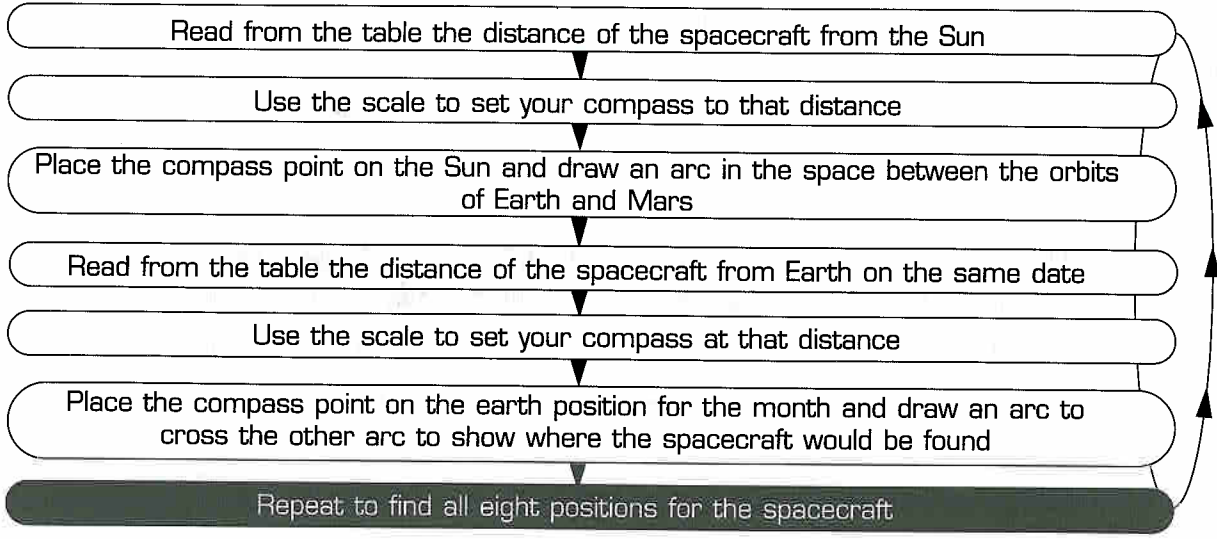 Read from the table the distance of the spacecraft from the Sun
Use the scale to set your compass to that distance
Place the compass point on the Sun and draw an arc in the space between the orbits
of Earth and Mars
Read from the table the distance of the spacecraft from Earth on the same date
Use the scale to set your compass at that distance
Place the compass point on the earth position for the month and draw an arc to
cross the other arc to show where the spacecraft would be found
Repeat to find all eight positions for the spacecraft